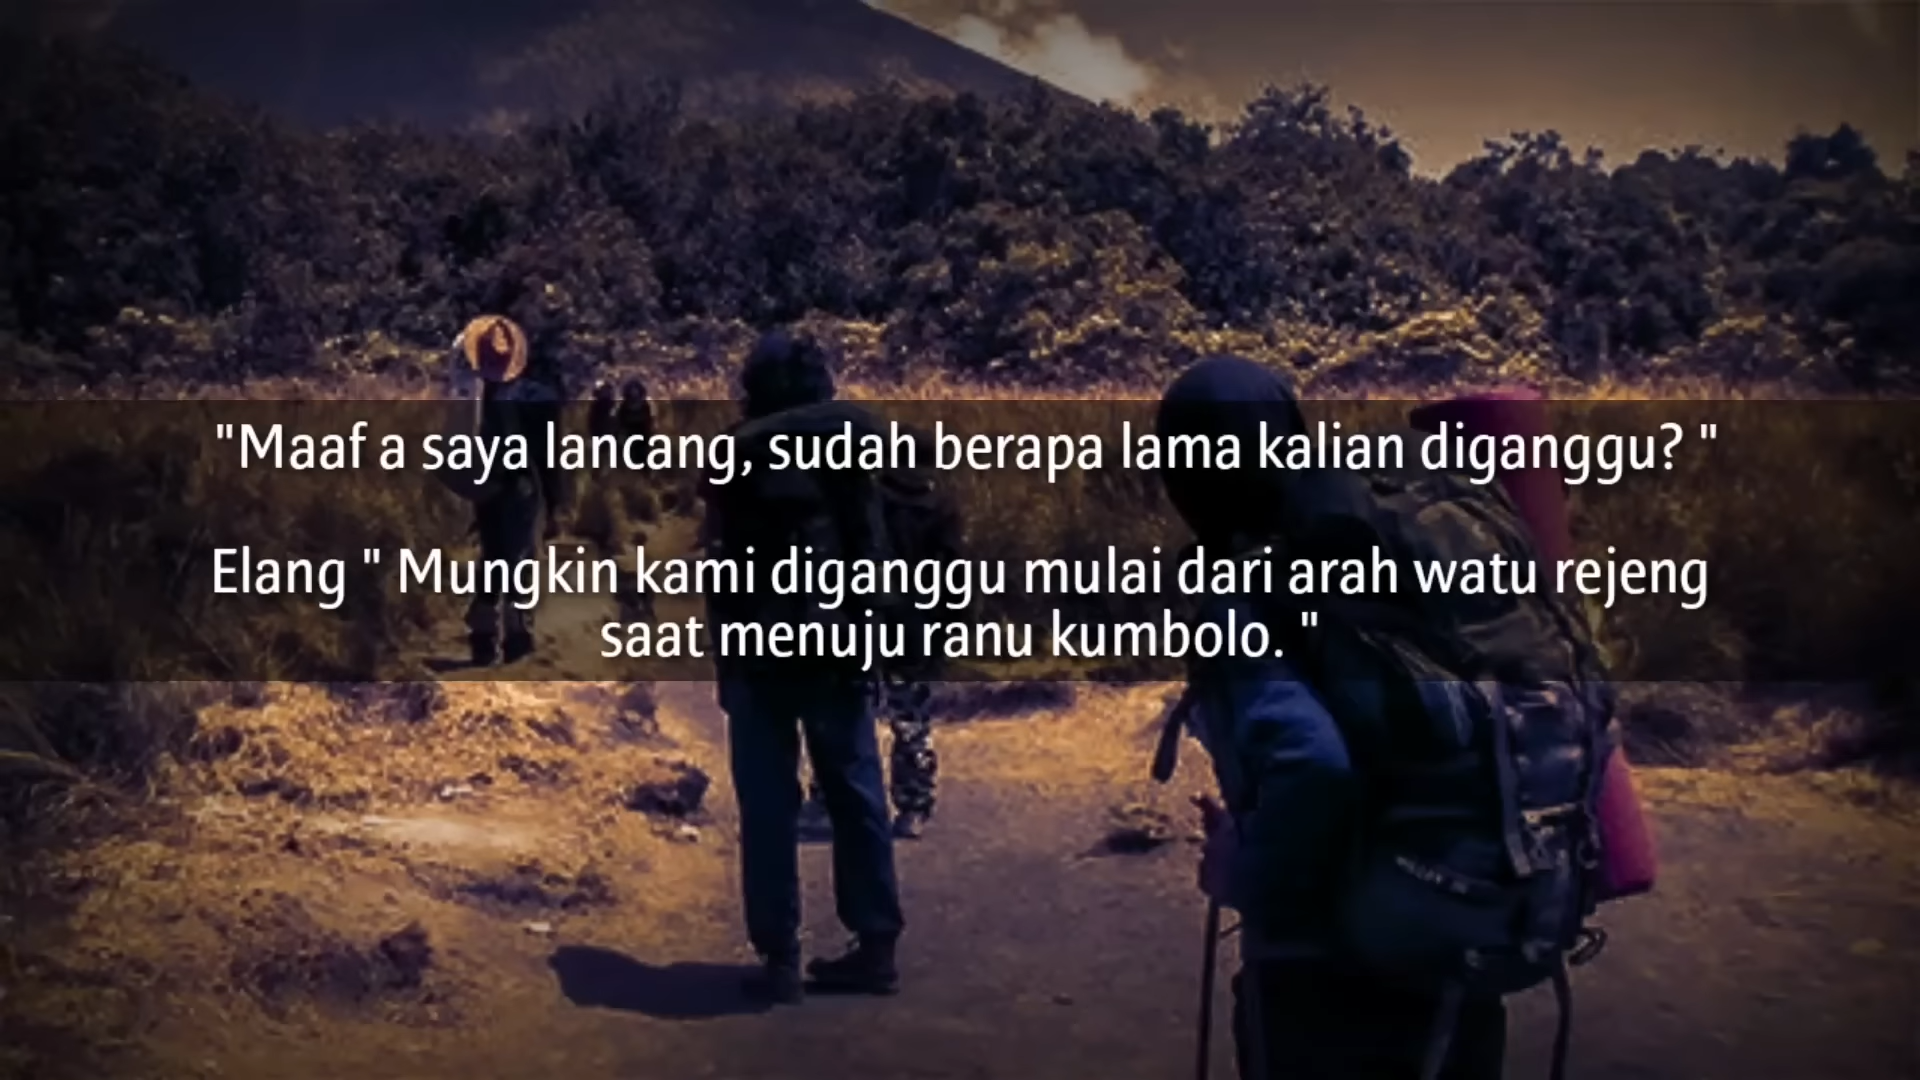 "Maaf a saya lancang, sudah berapa lama kalian diganggu? "
Elang " Mungkin kami diganggu mulai dari arah watu rejeng
saat menuju ranu kumbolo. "